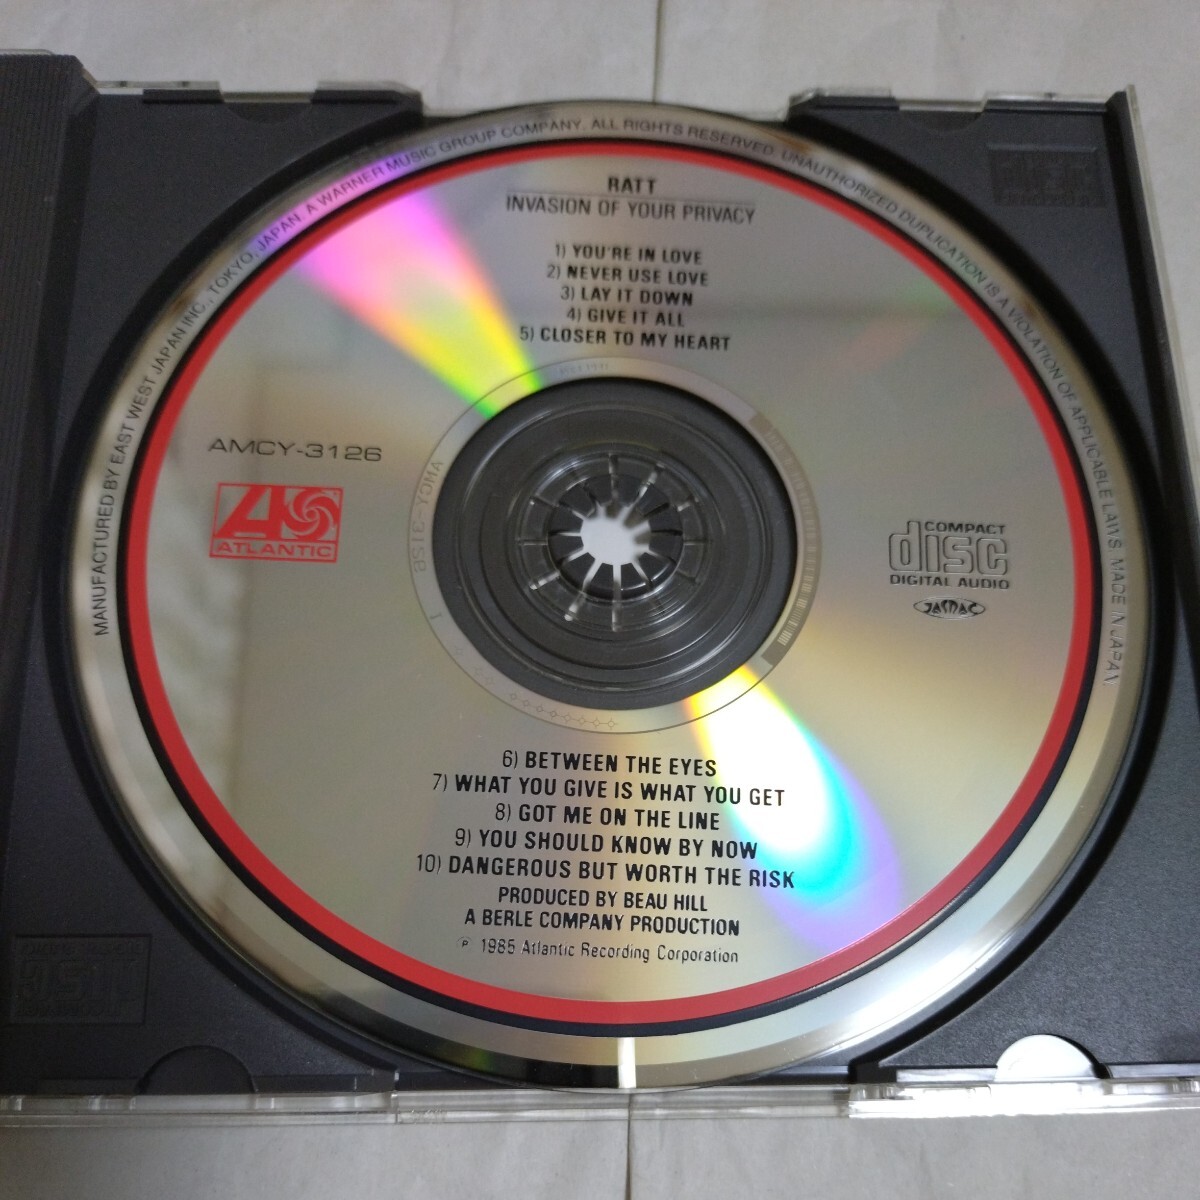 MANUFACTURED BY EAST WEST JAPAN INC., TOKYO, JAPAN. A WARNER MUSIC GROUP COMPANY. ALL RIGHTS RESERVED. UNAUTHORIZED DUPLICATION IS A VIOLATION OF APPLICABLE LAWS. MADE IN JAPAN
RATT
INVASION OF YOUR PRIVACY
1) YOU'RE IN LOVE
2) NEVER USE LOVE
3) LAY IT DOWN
4) GIVE IT ALL
5) CLOSER TO MY HEART
AMCY-3126
ATLANTIC
COMPACT
disc
DIGITAL AUDIO
JASRAC
6) BETWEEN THE EYES
7) WHAT YOU GIVE IS WHAT YOU GET
8) GOT ME ON THE LINE
9) YOU SHOULD KNOW BY NOW
10) DANGEROUS BUT WORTH THE RISK
PRODUCED BY BEAU HILL
A BERLE COMPANY PRODUCTION
℗ 1985 Atlantic Recording Corporation